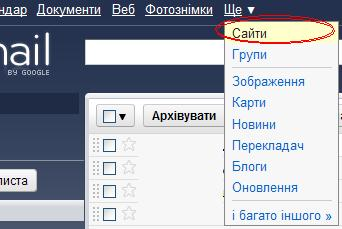 ндар Документи Веб Фотознімки Ще ▼
mail
BY GOOGLE
Сайти
Групи
Зображення
Карти
Новини
Перекладач
Блоги
Оновлення
і багато іншого »
Архівувати
листа